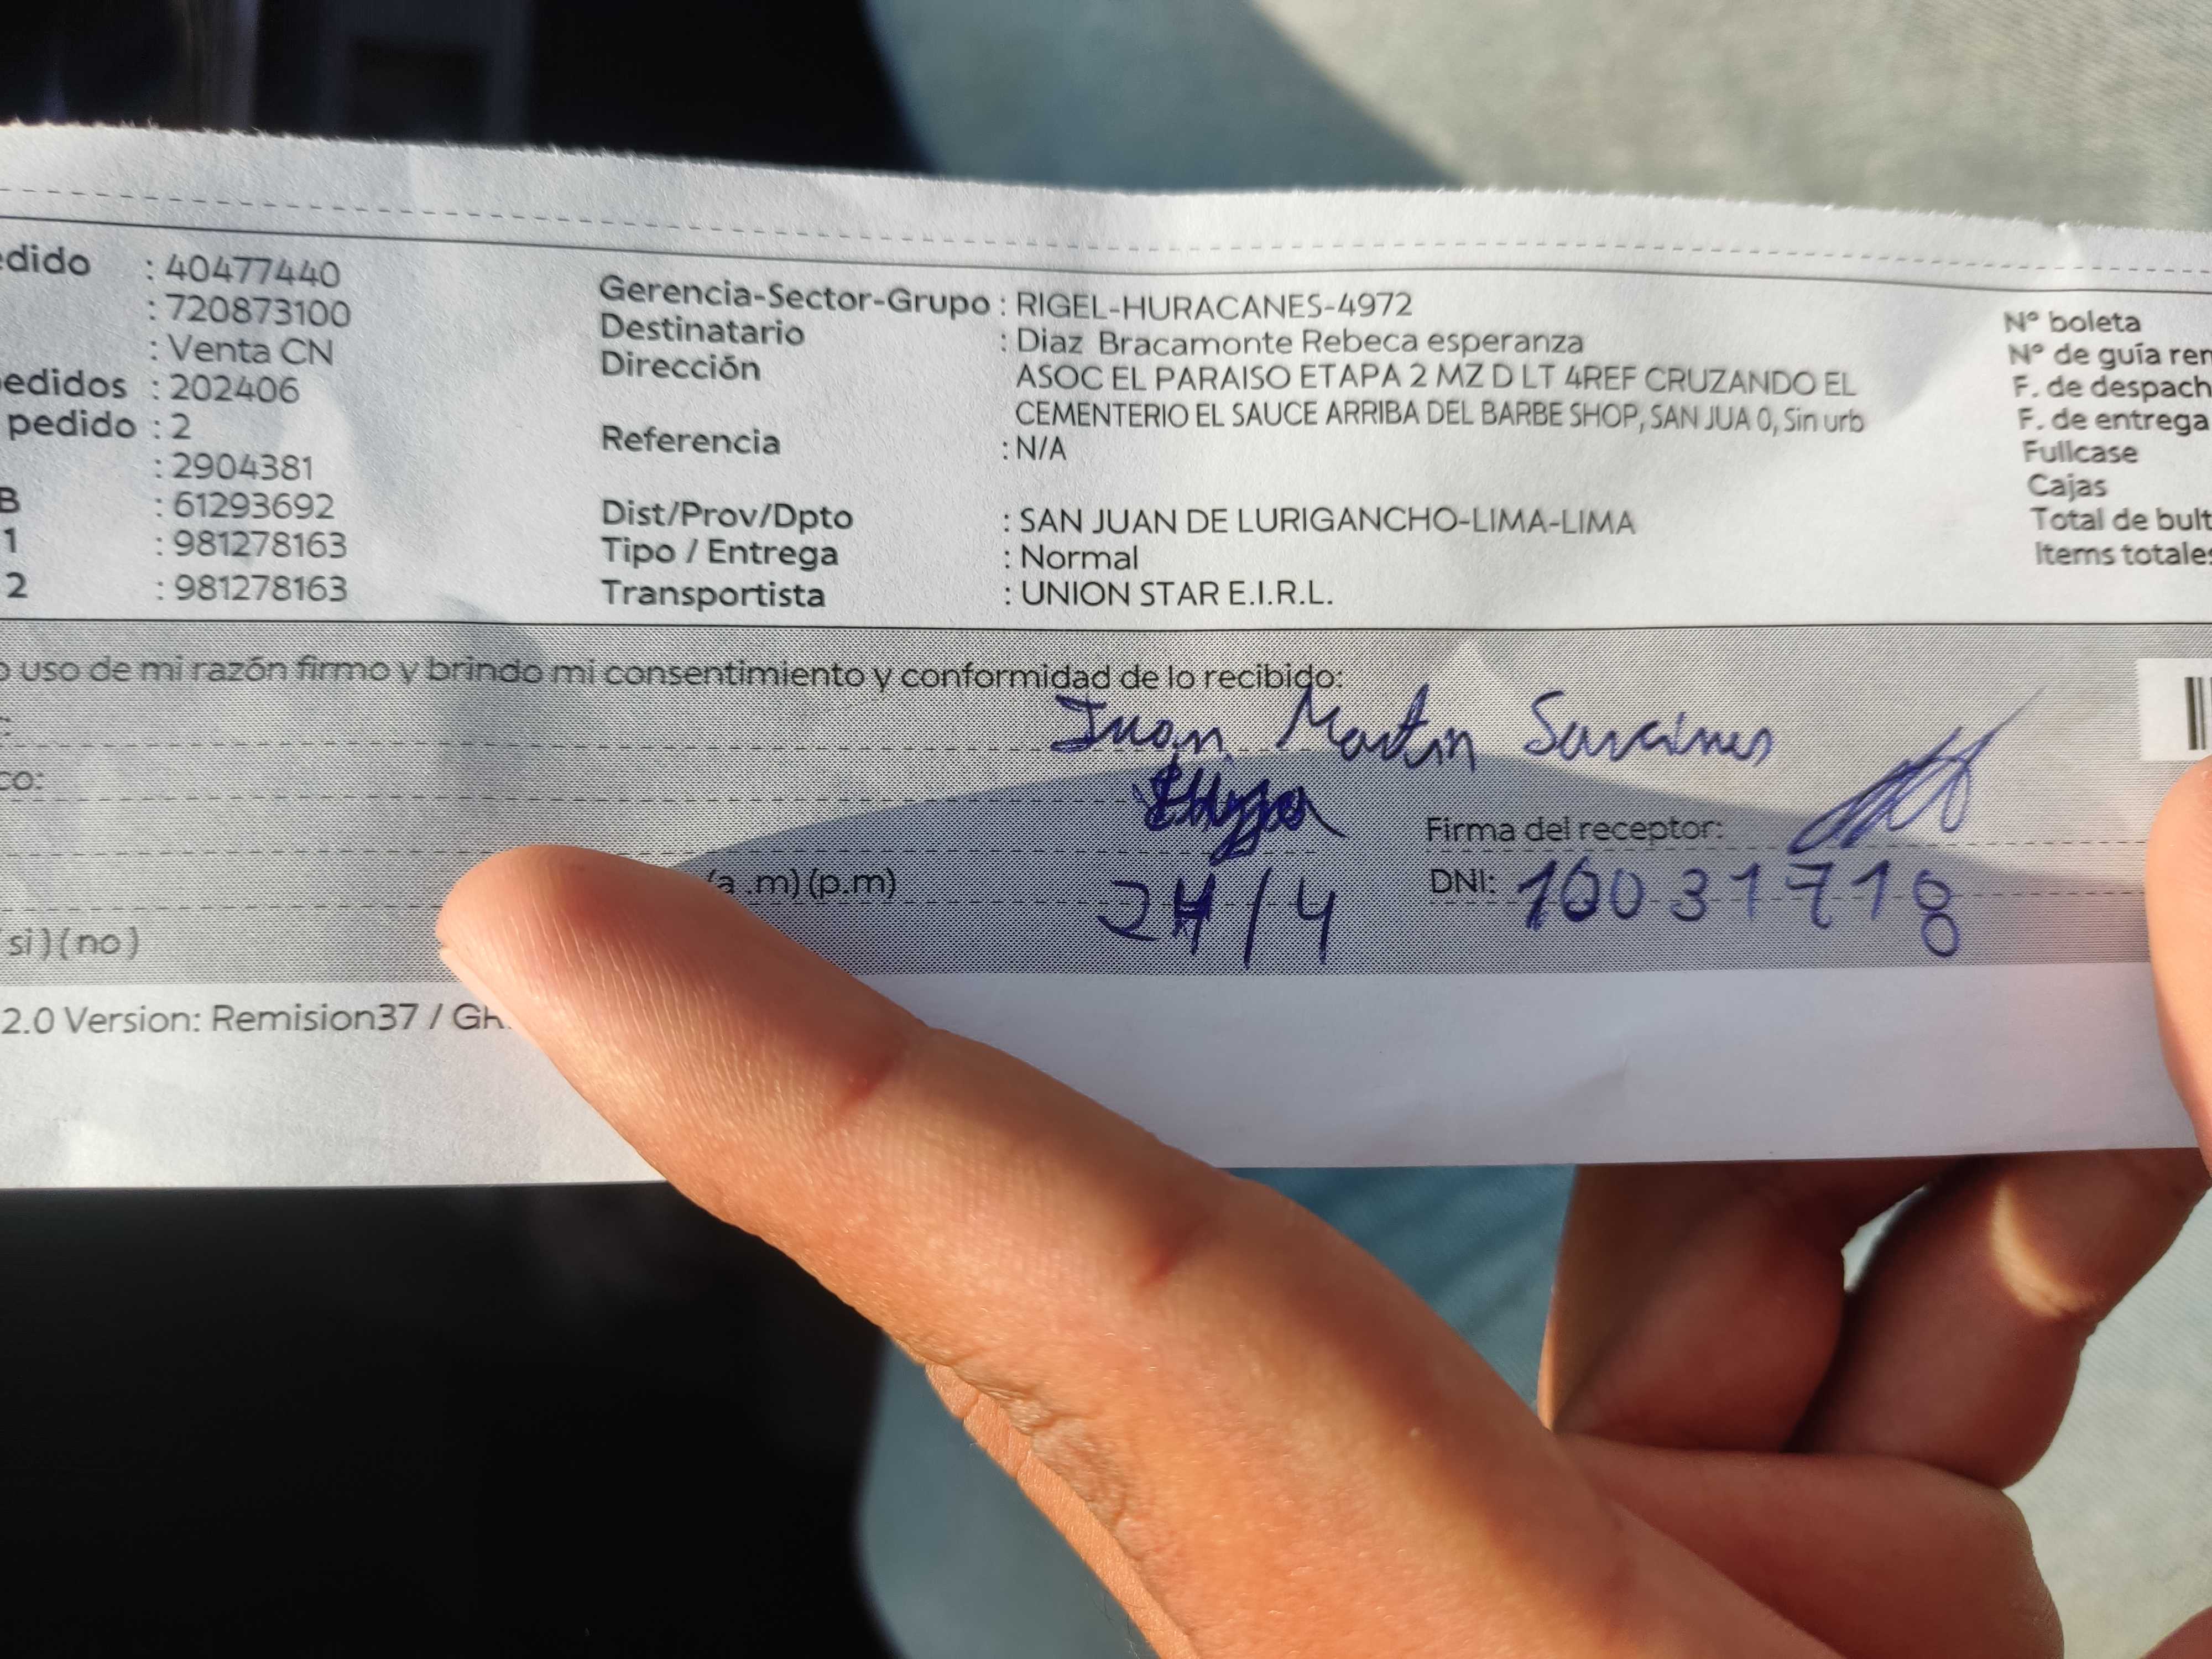 edido : 40477440
: 720873100
: Venta CN
edidos : 202406
pedido : 2
: 2904381
B : 61293692
1 : 981278163
2 : 981278163
Gerencia-Sector-Grupo : RIGEL-HURACANES-4972
Destinatario : Diaz Bracamonte Rebeca esperanza
Dirección ASOC EL PARAISO ETAPA 2 MZ D LT 4REF CRUZANDO EL
CEMENTERIO EL SAUCE ARRIBA DEL BARBE SHOP, SAN JUA 0, Sin urb
Referencia : N/A
Dist/Prov/Dpto : SAN JUAN DE LURIGANCHO-LIMA-LIMA
Tipo / Entrega : Normal
Transportista : UNION STAR E.I.R.L.
Nº boleta
Nº de guía rem
F. de despach
F. de entrega
Fullcase
Cajas
Total de bult
Items totales
o uso de mi razón firmo y brindo mi consentimiento y conformidad de lo recibido:
Juan Martin
co:
Firma del receptor:
(a .m) (p.m) 24/4 DNI: 10031718
si ) ( no )
2.0 Version: Remision37 / GR